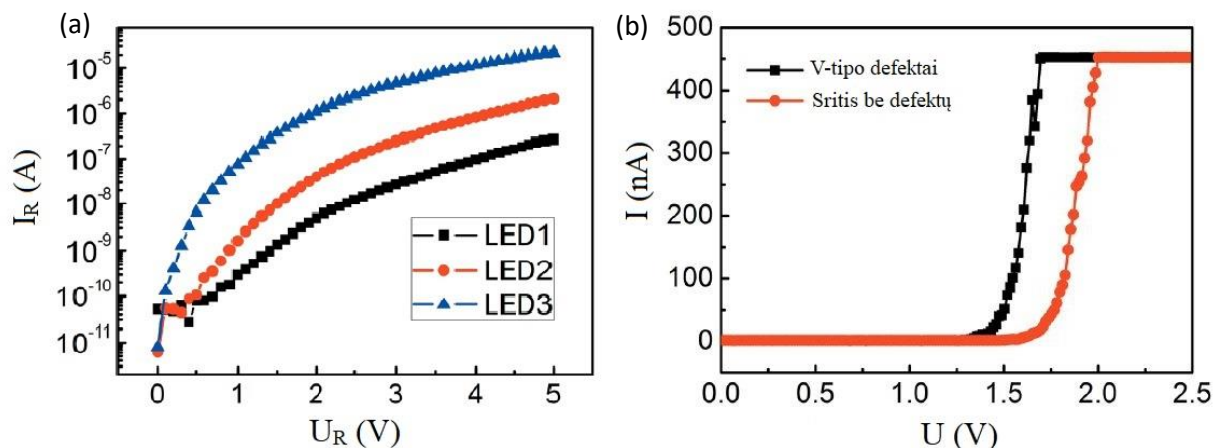 (a)
I_R (A)
10^-5
10^-6
10^-7
10^-8
10^-9
10^-10
10^-11
LED1
LED2
LED3
0 1 2 3 4 5
U_R (V)
(b)
I (nA)
500
400
300
200
100
0
V-tipo defektai
Sritis be defektų
0.0 0.5 1.0 1.5 2.0 2.5
U (V)